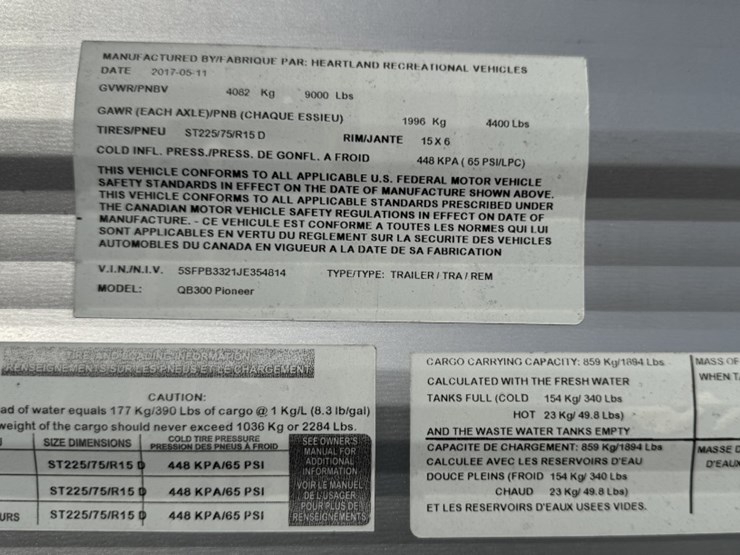 MANUFACTURED BY/FABRIQUE PAR: HEARTLAND RECREATIONAL VEHICLES
DATE 2017-05-11
GVWR/PNBV 4082 Kg 9000 Lbs
GAWR (EACH AXLE)/PNB (CHAQUE ESSIEU) 1996 Kg 4400 Lbs
TIRES/PNEU ST225/75/R15 D RIM/JANTE 15 X 6
COLD INFL. PRESS./PRESS. DE GONFL. A FROID 448 KPA ( 65 PSI/LPC)
THIS VEHICLE CONFORMS TO ALL APPLICABLE U.S. FEDERAL MOTOR VEHICLE
SAFETY STANDARDS IN EFFECT ON THE DATE OF MANUFACTURE SHOWN ABOVE.
THIS VEHICLE CONFORMS TO ALL APPLICABLE STANDARDS PRESCRIBED UNDER
THE CANADIAN MOTOR VEHICLE SAFETY REGULATIONS IN EFFECT ON DATE OF
MANUFACTURE. - CE VEHICULE EST CONFORME A TOUTES LES NORMES QUI LUI
SONT APPLICABLES EN VERTU DU REGLEMENT SUR LA SECURITE DES VEHICLES
AUTOMOBLES DU CANADA EN VIGUEUR A LA DATE DE SA FABRICATION
V.I.N./N.I.V. 5SFPB3321JE354814 TYPE/TYPE: TRAILER / TRA / REM
MODEL: QB300 Pioneer
TIRE AND LOADING INFORMATION
RENSEIGNEMENTS SUR LES PNEUS ET LE CHARGEMENT
CAUTION:
ad of water equals 177 Kg/390 Lbs of cargo @ 1 Kg/L (8.3 lb/gal)
weight of the cargo should never exceed 1036 Kg or 2284 Lbs.
SIZE DIMENSIONS
COLD TIRE PRESSURE
PRESSION DES PNEUS À FROID
ST225/75/R15 D 448 KPA/65 PSI
ST225/75/R15 D 448 KPA/65 PSI
URS ST225/75/R15 D 448 KPA/65 PSI
SEE OWNER'S
MANUAL FOR
ADDITIONAL
INFORMATION
VOIR LE MANUEL
DE L'USAGER
POUR PLUS DE
RENSEIGNEMENTS
CARGO CARRYING CAPACITY: 859 Kg/1894 Lbs
CALCULATED WITH THE FRESH WATER
TANKS FULL (COLD 154 Kg/ 340 Lbs
HOT 23 Kg/ 49.8 Lbs)
AND THE WASTE WATER TANKS EMPTY
CAPACITE DE CHARGEMENT: 859 Kg/1894 Lbs
CALCULEE AVEC LES RESERVOIRS D'EAU
DOUCE PLEINS (FROID 154 Kg/ 340 Lbs
CHAUD 23 Kg/ 49.8 Lbs)
ET LES RESERVOIRS D'EAUX USEES VIDES.
MASS OF
WHEN T
MASSE D
D'EAUX